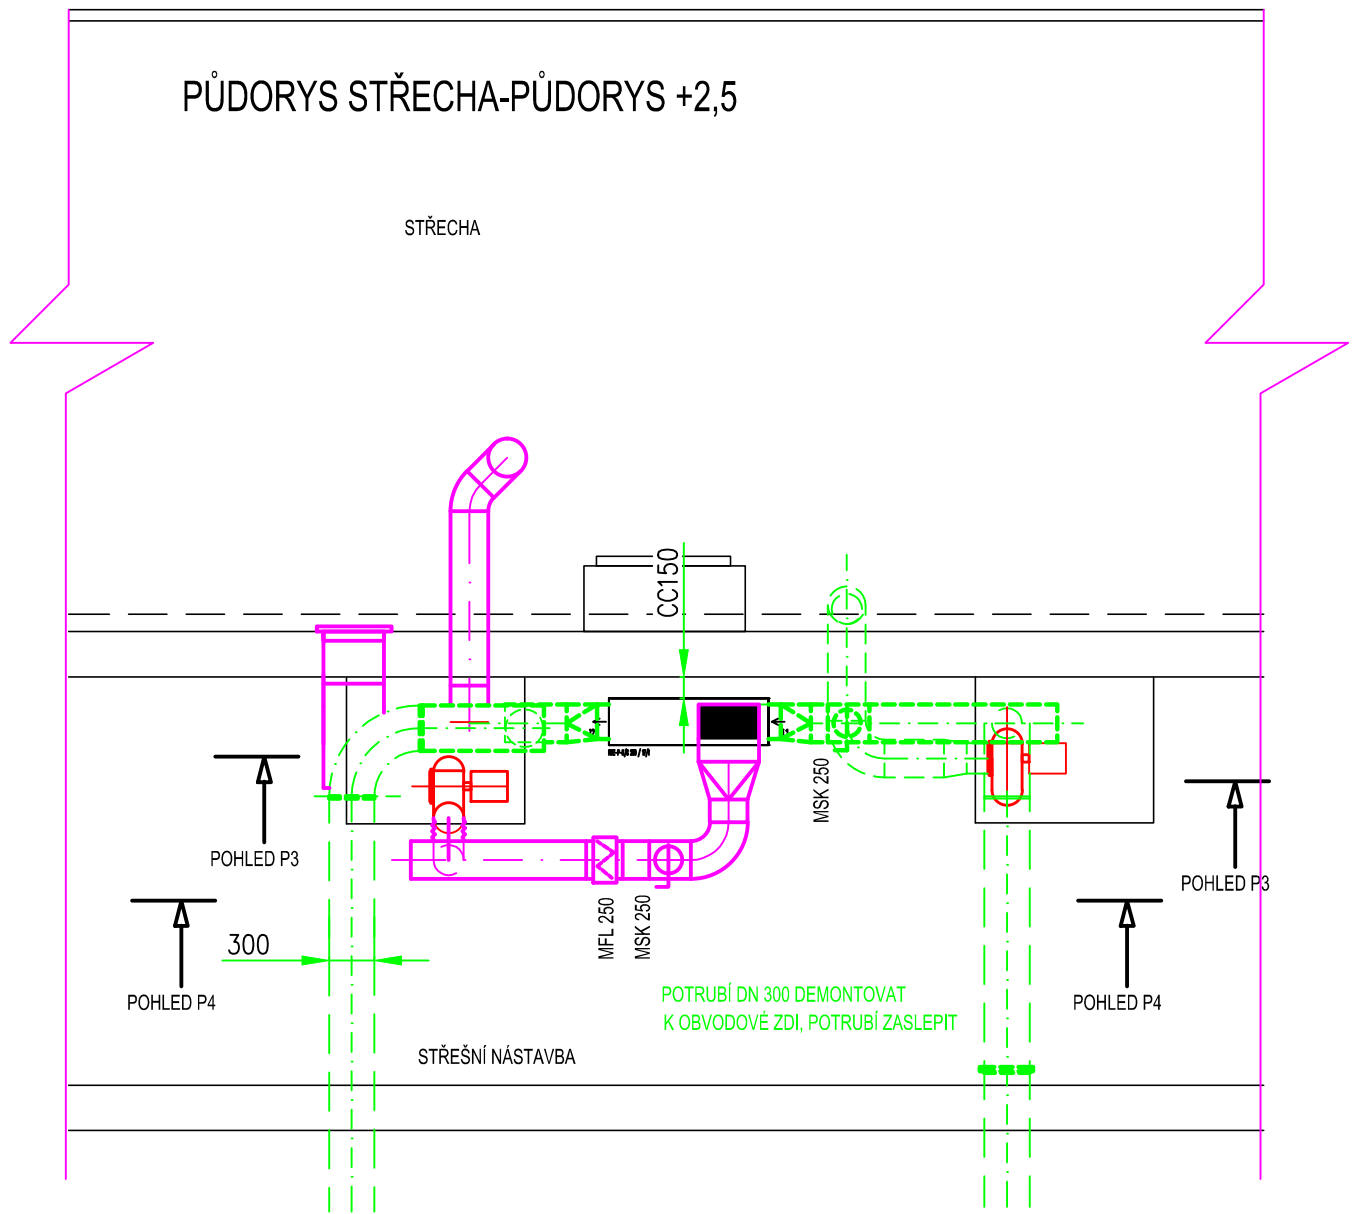 PŮDORYS STŘECHA-PŮDORYS +2,5
STŘECHA
CC150
MSK 250
POHLED P3
POHLED P3
MFL 250
MSK 250
300
POHLED P4
POTRUBÍ DN 300 DEMONTOVAT
K OBVODOVÉ ZDI, POTRUBÍ ZASLEPIT
POHLED P4
STŘEŠNÍ NÁSTAVBA